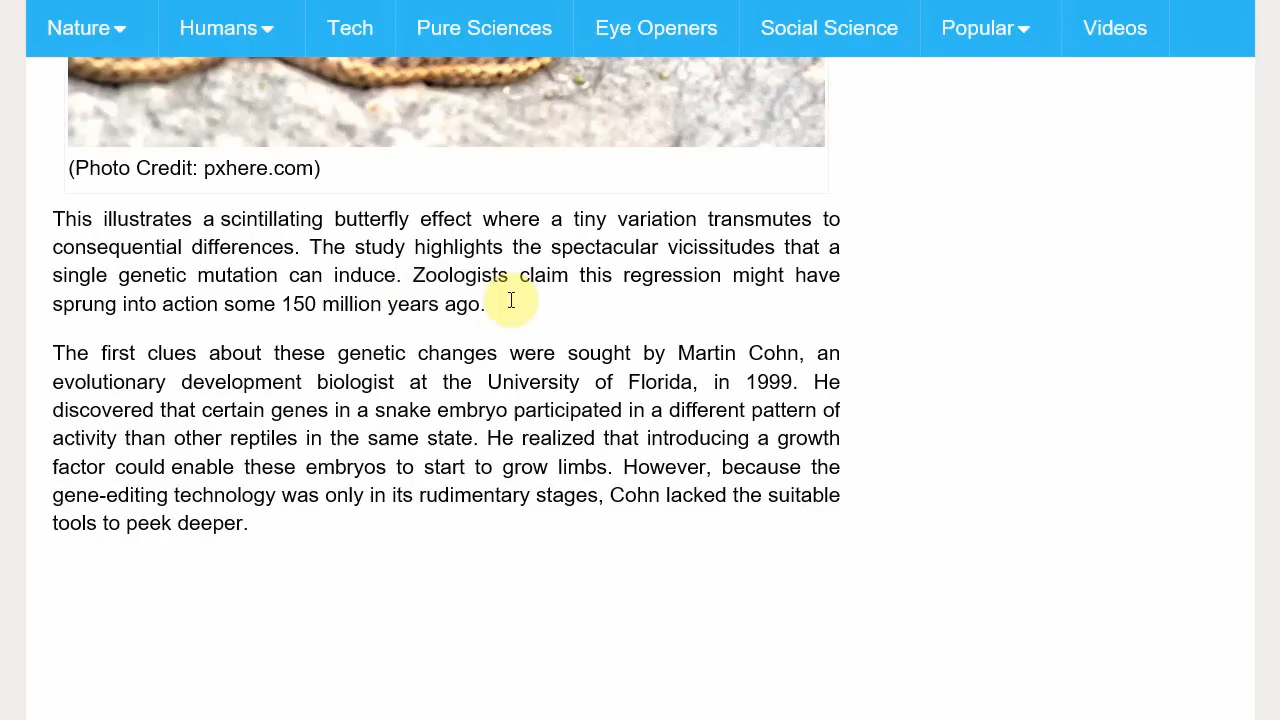 Nature Humans Tech Pure Sciences Eye Openers Social Science Popular Videos
(Photo Credit: pxhere.com)
This illustrates a scintillating butterfly effect where a tiny variation transmutes to
consequential differences. The study highlights the spectacular vicissitudes that a
single genetic mutation can induce. Zoologists claim this regression might have
sprung into action some 150 million years ago.
The first clues about these genetic changes were sought by Martin Cohn, an
evolutionary development biologist at the University of Florida, in 1999. He
discovered that certain genes in a snake embryo participated in a different pattern of
activity than other reptiles in the same state. He realized that introducing a growth
factor could enable these embryos to start to grow limbs. However, because the
gene-editing technology was only in its rudimentary stages, Cohn lacked the suitable
tools to peek deeper.